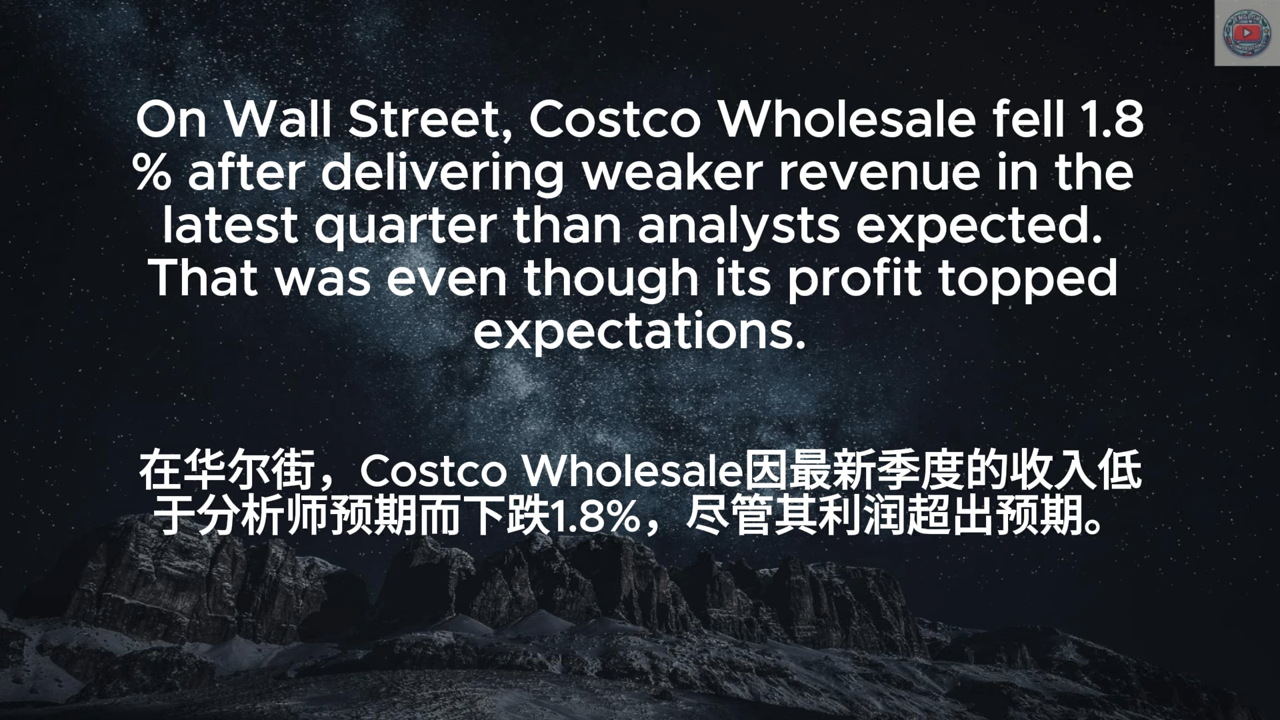 On Wall Street, Costco Wholesale fell 1.8
% after delivering weaker revenue in the
latest quarter than analysts expected.
That was even though its profit topped
expectations.
在华尔街，Costco Wholesale因最新季度的收入低
于分析师预期而下跌1.8%，尽管其利润超出预期。